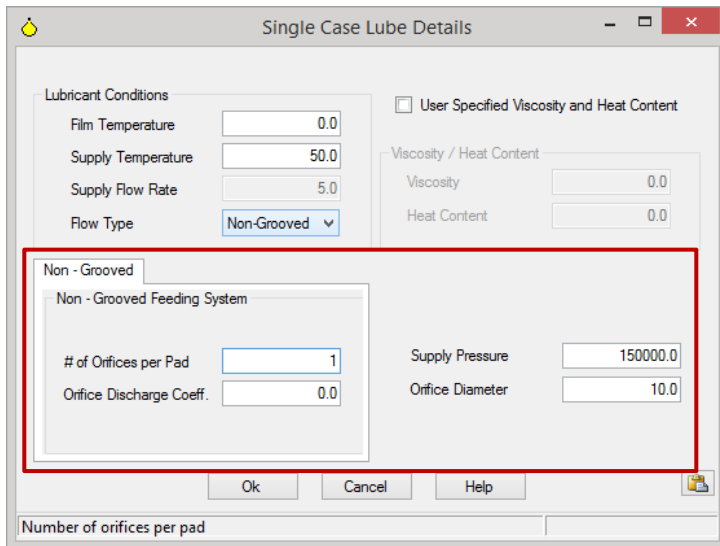 Single Case Lube Details
Lubricant Conditions
Film Temperature 0.0
Supply Temperature 50.0
Supply Flow Rate 5.0
Flow Type Non-Grooved
User Specified Viscosity and Heat Content
Viscosity / Heat Content
Viscosity 0.0
Heat Content 0.0
Non - Grooved
Non - Grooved Feeding System
# of Orifices per Pad 1
Orifice Discharge Coeff. 0.0
Supply Pressure 150000.0
Orifice Diameter 10.0
Ok Cancel Help
Number of orifices per pad